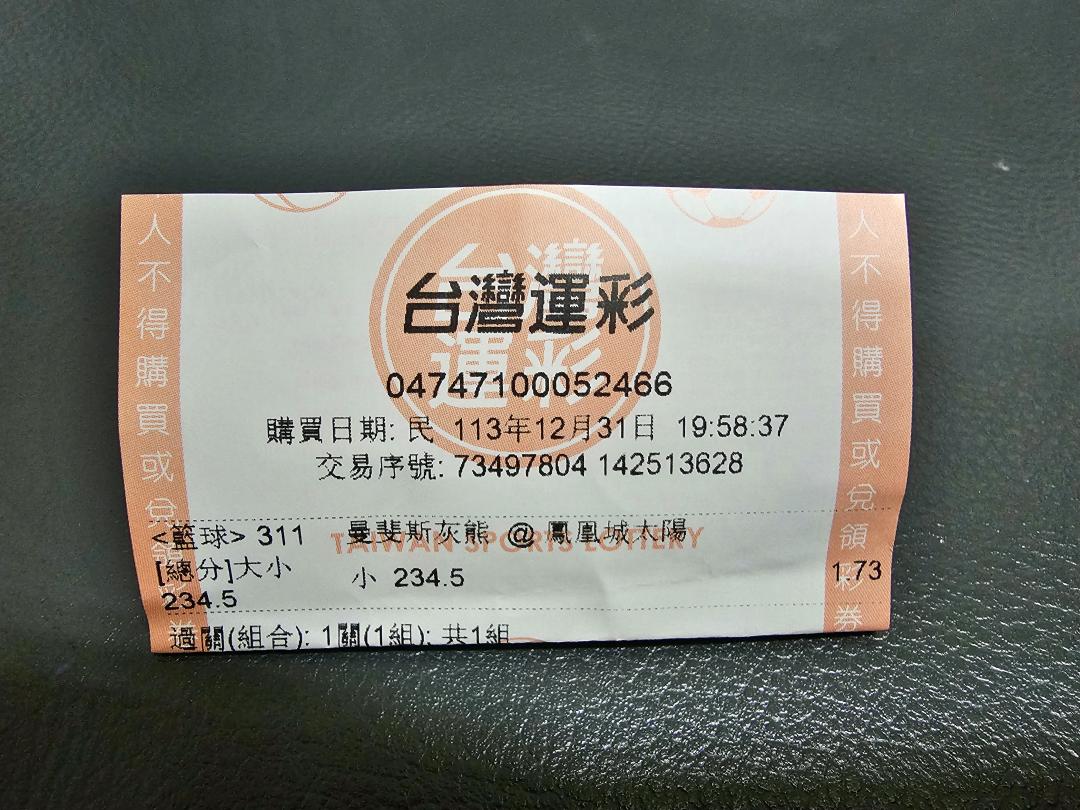 台灣運彩
台灣
運彩
04747100052466
購買日期: 民 113年12月31日 19:58:37
交易序號: 73497804 142513628
<籃球> 311 曼斐斯灰熊 @ 鳳凰城太陽
TAIWAN SPORTS LOTTERY
[總分]大小 小 234.5 1.73
234.5
過關(組合): 1關(1組); 共1組
人不得購買或兌領彩券
人不得購買或兌領彩券